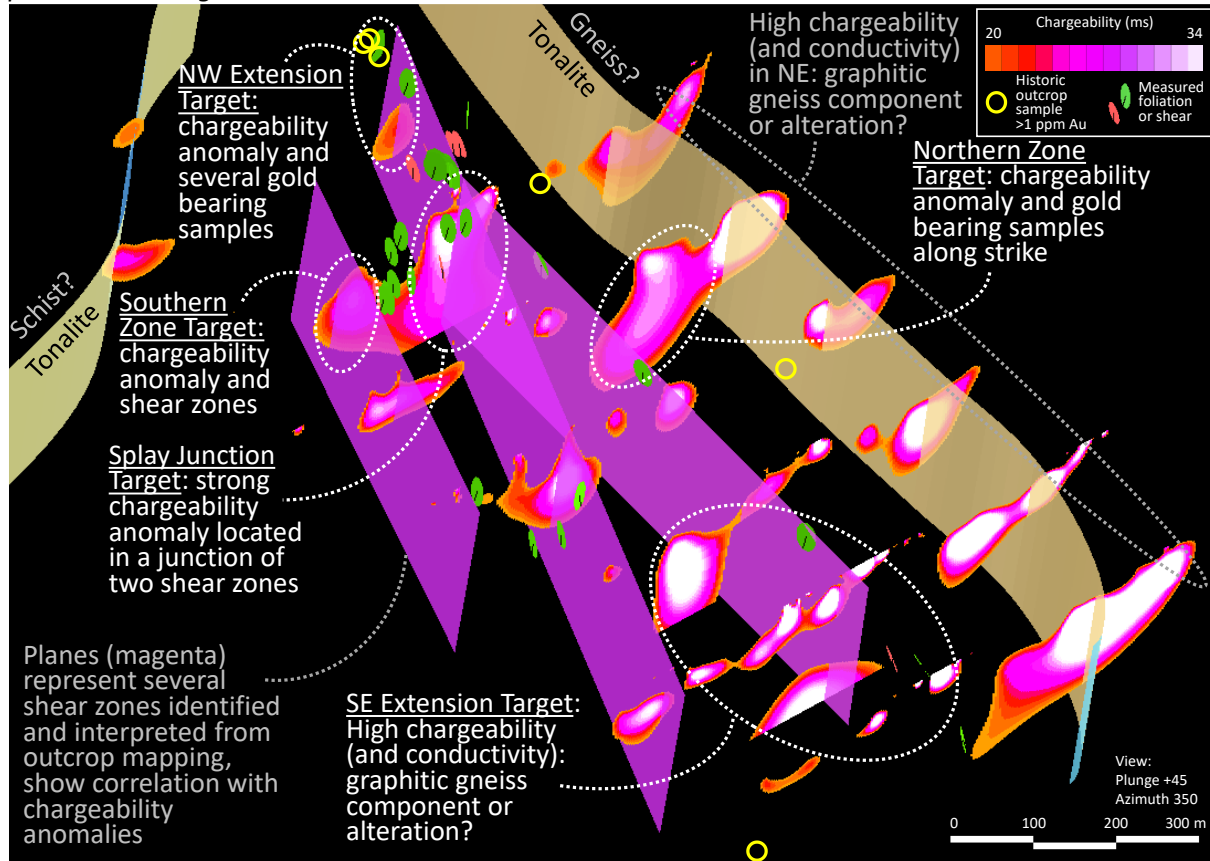 NW Extension
Target:
chargeability
anomaly and
several gold
bearing
samples
Gneiss?
Tonalite
High chargeability
(and conductivity)
in NE: graphitic
gneiss component
or alteration?
Chargeability (ms)
20
34
Historic
outcrop
sample
>1 ppm Au
Measured
foliation
or shear
Northern Zone
Target: chargeability
anomaly and gold
bearing samples
along strike
Schist?
Tonalite
Southern
Zone Target:
chargeability
anomaly and
shear zones
Splay Junction
Target: strong
chargeability
anomaly located
in a junction of
two shear zones
Planes (magenta)
represent several
shear zones identified
and interpreted from
outcrop mapping,
show correlation with
chargeability
anomalies
SE Extension Target:
High chargeability
(and conductivity):
graphitic gneiss
component or
alteration?
View:
Plunge +45
Azimuth 350
0 100 200 300 m